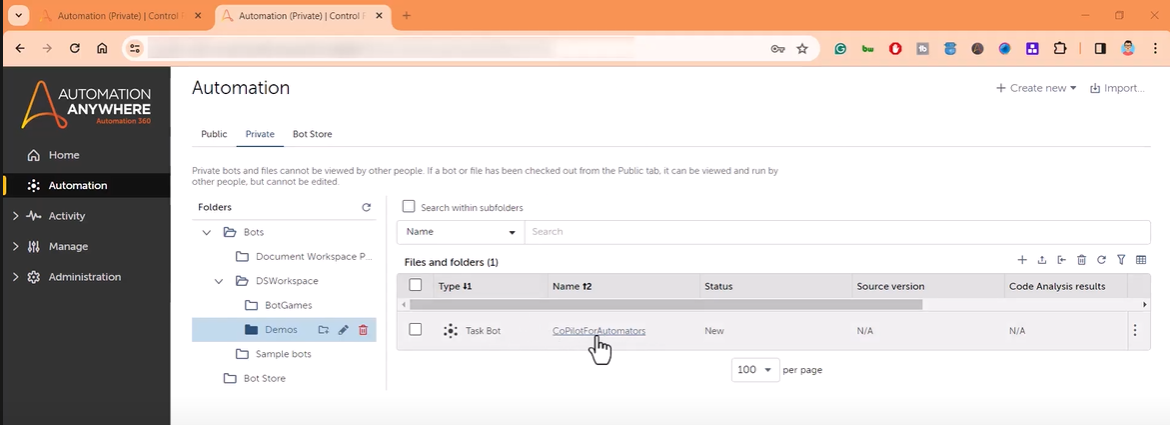 Automation (Private) | Control
Automation (Private) | Control
AUTOMATION
ANYWHERE
Automation 360
Home
Automation
Activity
Manage
Administration
Automation
Create new
Import...
Public
Private
Bot Store
Private bots and files cannot be viewed by other people. If a bot or file has been checked out from the Public tab, it can be viewed and run by
other people, but cannot be edited.
Folders
Bots
Document Workspace P...
DSWorkspace
BotGames
Demos
Sample bots
Bot Store
Search within subfolders
Name
Search
Files and folders (1)
Type
Name
Status
Source version
Code Analysis results
Task Bot
CoPilotForAutomators
New
N/A
N/A
100
per page